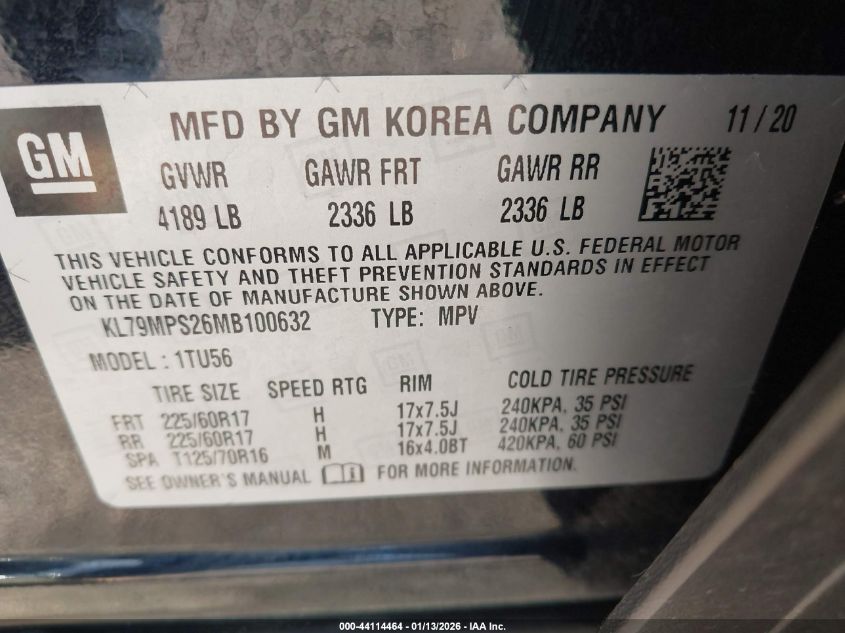 GM
MFD BY GM KOREA COMPANY 11/20
GVWR GAWR FRT GAWR RR
4189 LB 2336 LB 2336 LB
THIS VEHICLE CONFORMS TO ALL APPLICABLE U.S. FEDERAL MOTOR
VEHICLE SAFETY AND THEFT PREVENTION STANDARDS IN EFFECT
ON THE DATE OF MANUFACTURE SHOWN ABOVE.
KL79MPS26MB100632 TYPE: MPV
MODEL : 1TU56
TIRE SIZE SPEED RTG RIM COLD TIRE PRESSURE
FRT 225/60R17 H 17x7.5J 240KPA, 35 PSI
RR 225/60R17 H 17x7.5J 240KPA, 35 PSI
SPA T125/70R16 M 16x4.0BT 420KPA, 60 PSI
SEE OWNER'S MANUAL FOR MORE INFORMATION.
000-44114464 - 01/13/2026 - IAA Inc.